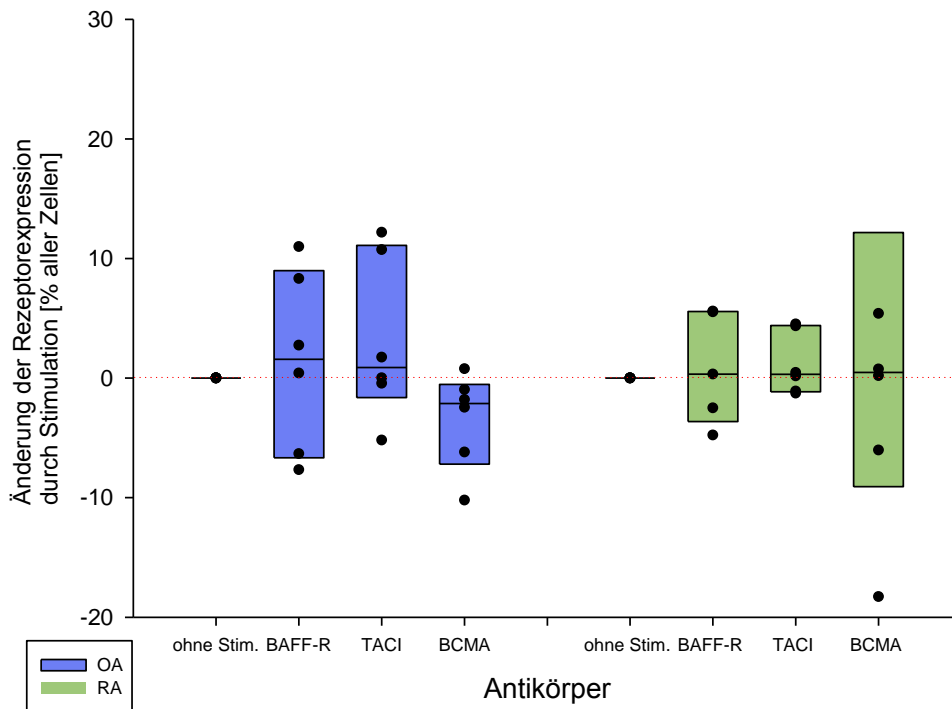 30
20
10
0
-10
-20
Änderung der Rezeptorexpression
durch Stimulation [% aller Zellen]
ohne Stim. BAFF-R TACI BCMA ohne Stim. BAFF-R TACI BCMA
Antikörper
OA
RA